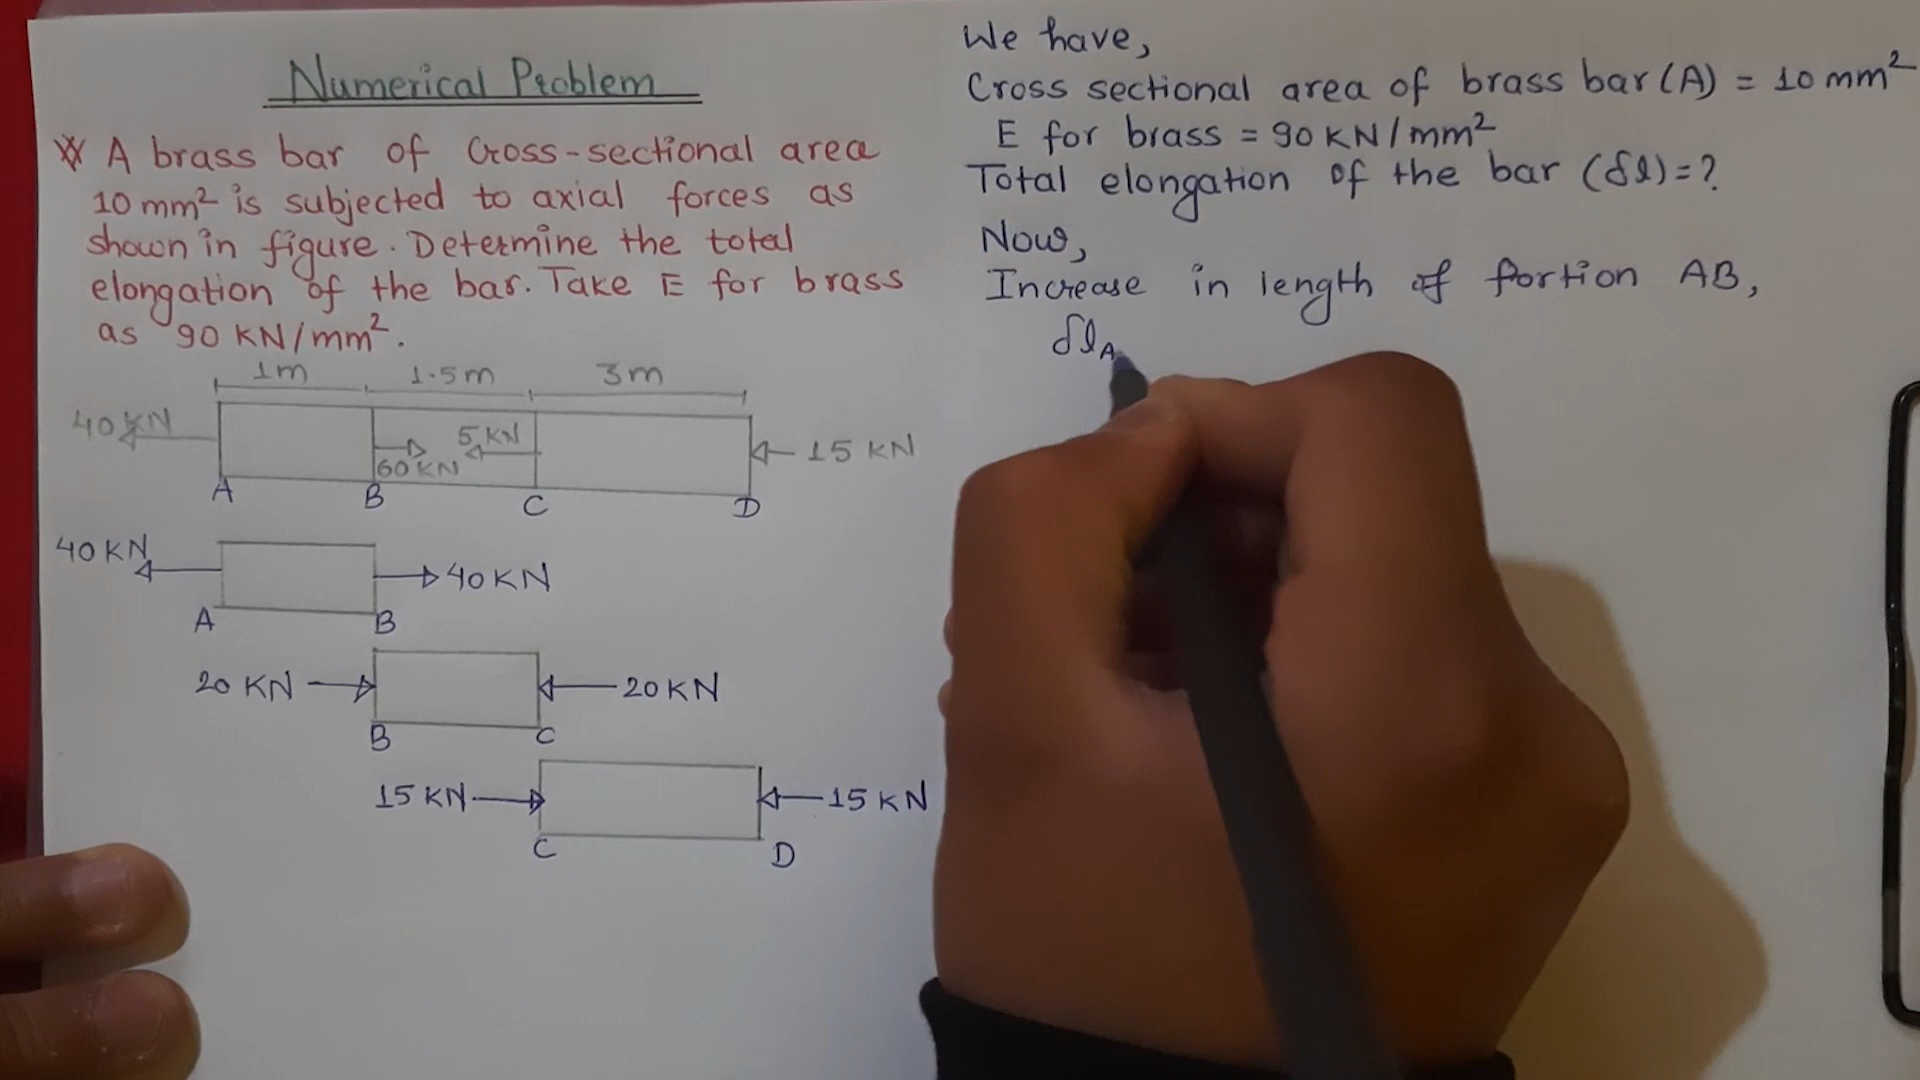 Numerical Problem
A brass bar of cross-sectional area
10 mm² is subjected to axial forces as
shown in figure. Determine the total
elongation of the bar. Take E for brass
as 90 KN/mm².
1m 1.5m 3m
40 KN
60 KN
5 KN
15 KN
A B C D
40 KN 40 KN
A B
20 KN 20 KN
B C
15 KN 15 KN
C D
We have,
Cross sectional area of brass bar (A) = 10 mm²
E for brass = 90 KN/mm²
Total elongation of the bar (δl) = ?
Now,
Increase in length of portion AB,
δl_A